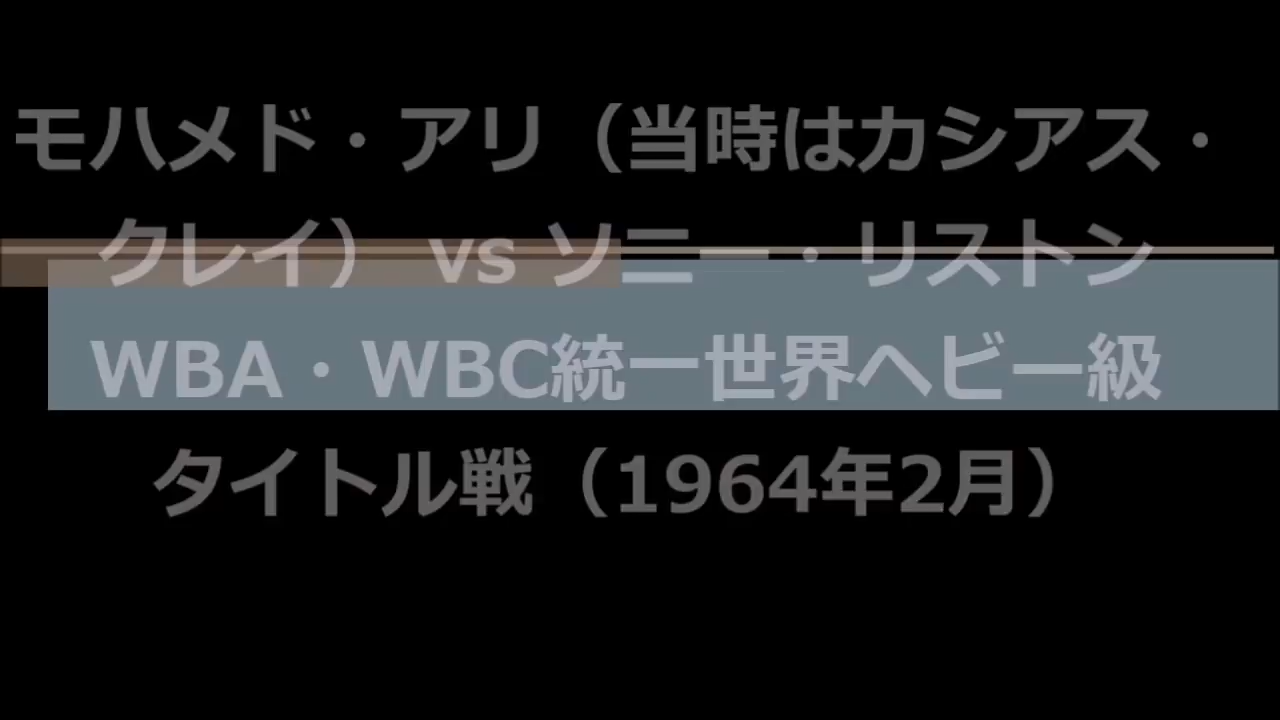 モハメド・アリ（当時はカシアス・
クレイ） vs ソニー・リストン
WBA・WBC統一世界ヘビー級
タイトル戦（1964年2月）